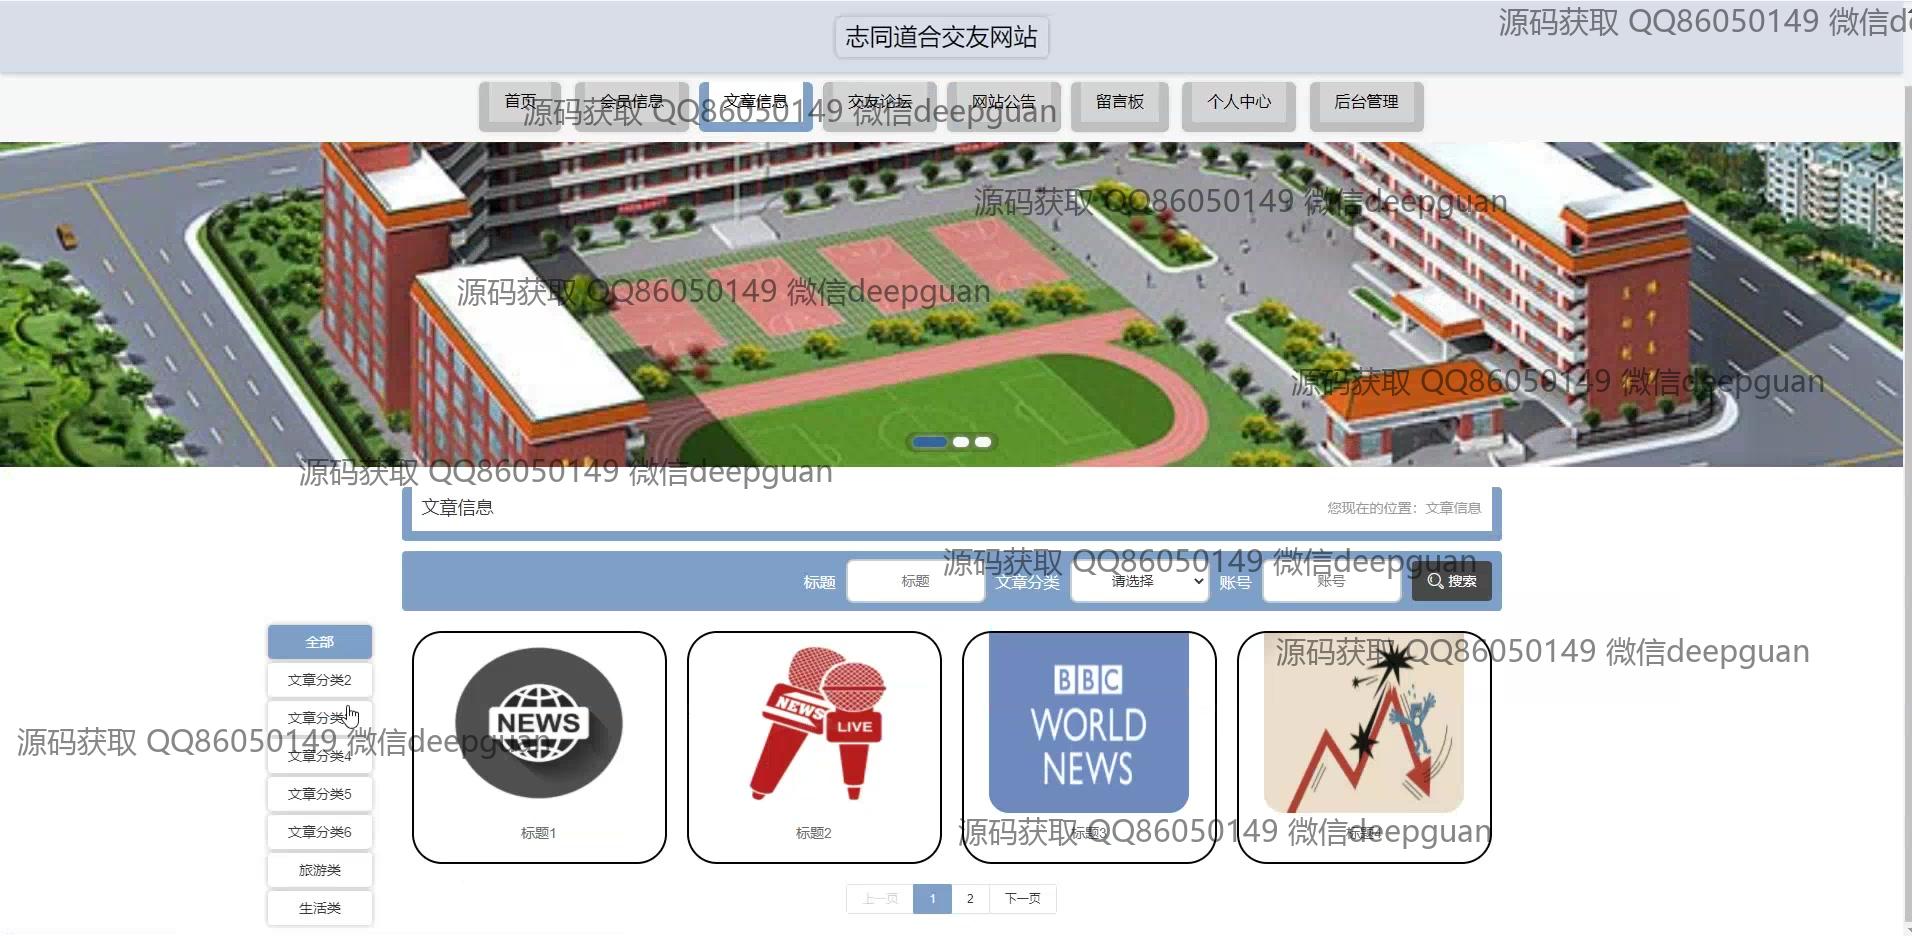 志同道合交友网站
源码获取 QQ86050149 微信de
首页 会员信息 文章信息 交友论坛 网站公告 留言板 个人中心 后台管理
源码获取 QQ86050149 微信deepguan
源码获取 QQ86050149 微信deepguan
源码获取 QQ86050149 微信deepguan
源码获取 QQ86050149 微信deepguan
源码获取 QQ86050149 微信deepguan
文章信息 您现在的位置：文章信息
源码获取 QQ86050149 微信deepguan
标题 标题 文章分类 请选择 账号 账号 搜索
全部
源码获取 QQ86050149 微信deepguan
文章分类2
文章分类
源码获取 QQ86050149 微信deepguan
文章分类4
文章分类5
文章分类6
旅游类
生活类
NEWS
NEWS
LIVE
BBC
WORLD
NEWS
标题1 标题2 标题3 标题4
源码获取 QQ86050149 微信deepguan
上一页 1 2 下一页